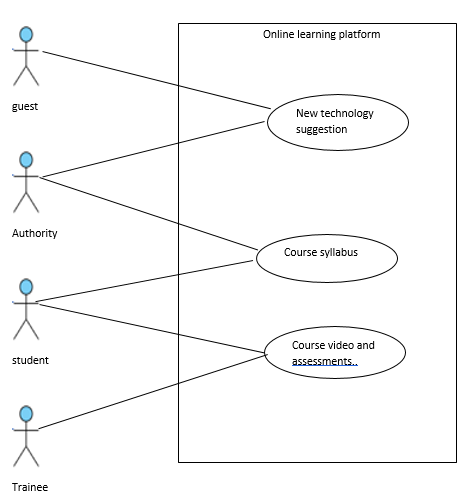 Online learning platform
guest
New technology
suggestion
Authority
Course syllabus
student
Course video and
assessments..
Trainee